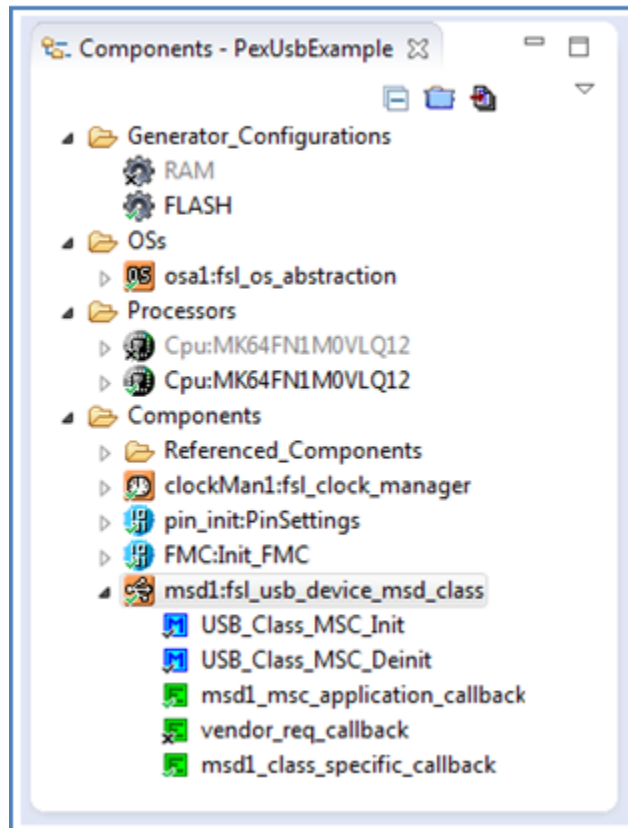 Components - PexUsbExample
Generator_Configurations
RAM
FLASH
OSs
osa1:fsl_os_abstraction
Processors
Cpu:MK64FN1M0VLQ12
Cpu:MK64FN1M0VLQ12
Components
Referenced_Components
clockMan1:fsl_clock_manager
pin_init:PinSettings
FMC:Init_FMC
msd1:fsl_usb_device_msd_class
USB_Class_MSC_Init
USB_Class_MSC_Deinit
msd1_msc_application_callback
vendor_req_callback
msd1_class_specific_callback